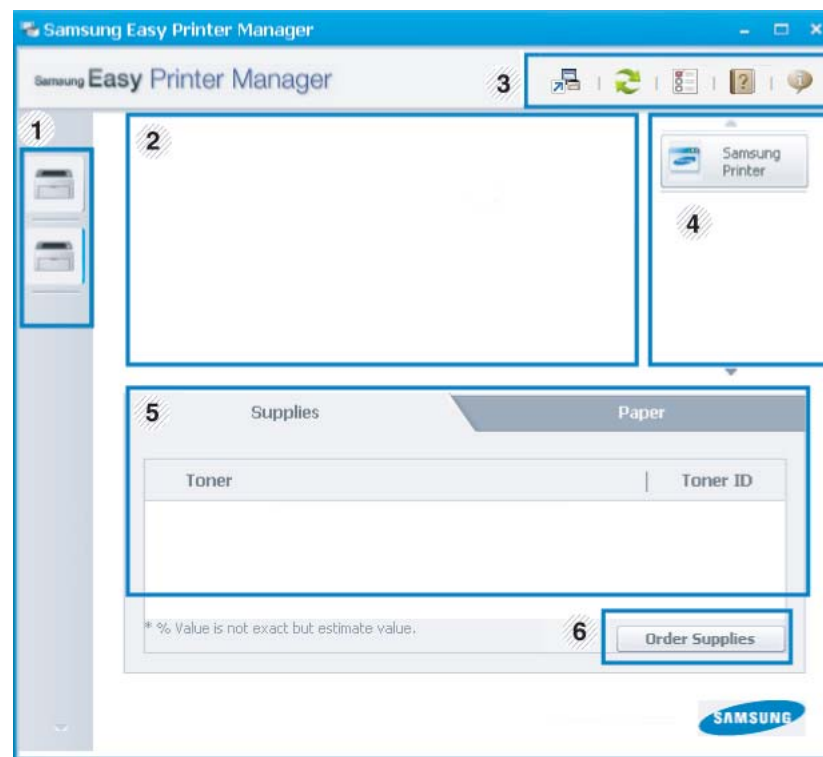 Samsung Easy Printer Manager
Samsung Easy Printer Manager
3
1
2
Samsung
Printer
4
5
Supplies
Paper
Toner
Toner ID
* % Value is not exact but estimate value.
6
Order Supplies
SAMSUNG